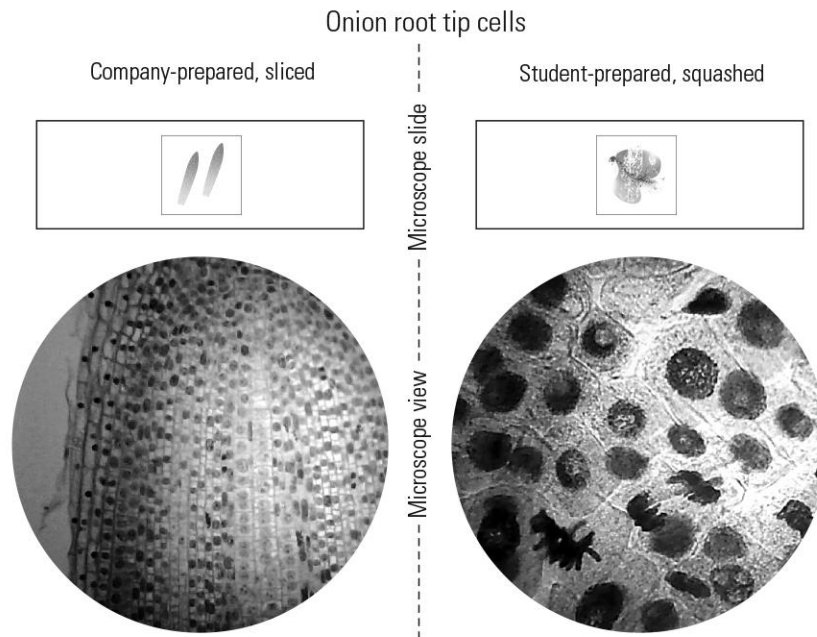 Onion root tip cells
Company-prepared, sliced
Student-prepared, squashed
Microscope slide
Microscope view